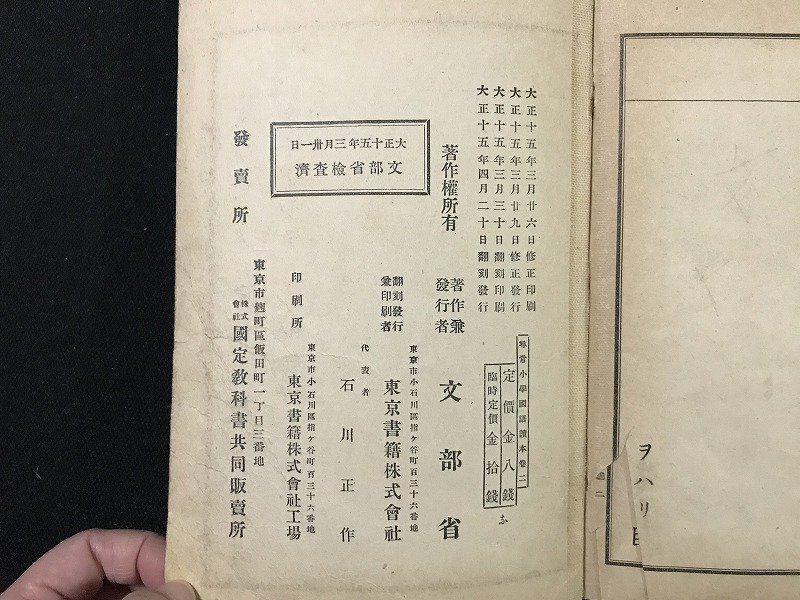 ヲハリ
大正十五年三月廿六日修正印刷
大正十五年三月廿九日修正發行
大正十五年三月三十日翻刻印刷
大正十五年四月二十日翻刻發行
尋常小學國語讀本卷二
定價金八錢
臨時定價金拾錢
著作權所有
著作兼
發行者
文部省
東京市小石川區指ヶ谷町百三十六番地
翻刻發行
兼印刷者
東京書籍株式會社
代表者
石川正作
東京市小石川區指ヶ谷町百三十六番地
印刷所
東京書籍株式會社工場
大正十五年三月卅一日
文部省檢査濟
東京市麹町區飯田町一丁目三番地
發賣所
株式
會社
國定敎科書共同販賣所